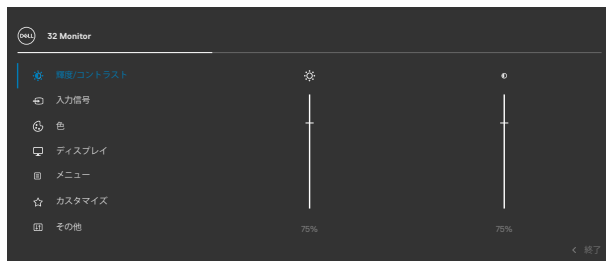 DELL
32 Monitor
輝度/コントラスト
入力信号
色
ディスプレイ
メニュー
カスタマイズ
その他
75%
75%
終了